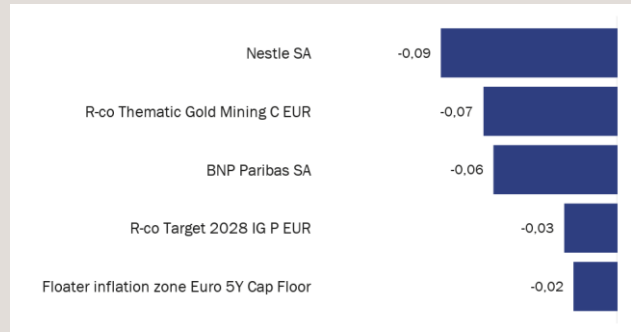 Nestle SA -0,09
R-co Thematic Gold Mining C EUR -0,07
BNP Paribas SA -0,06
R-co Target 2028 IG P EUR -0,03
Floater inflation zone Euro 5Y Cap Floor -0,02